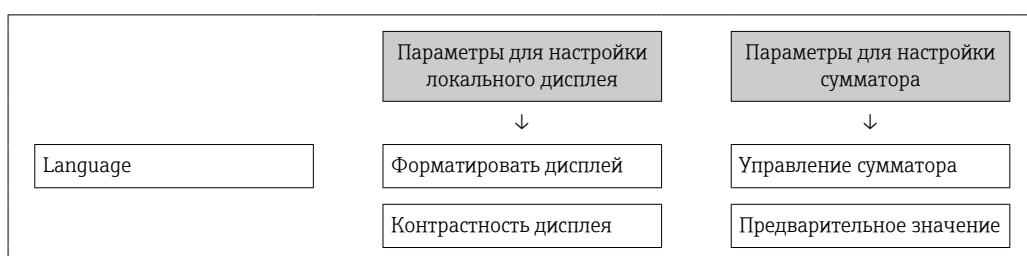 Параметры для настройки
локального дисплея
Параметры для настройки
сумматора
↓
↓
Language
Форматировать дисплей
Управление сумматора
Контрастность дисплея
Предварительное значение